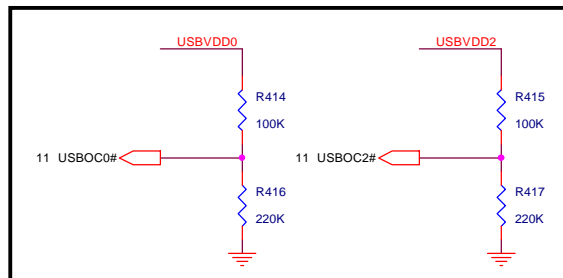 USBVDD0 USBVDD2
R414 R415
100K 100K
11 USBOC0# 11 USBOC2#
R416 R417
220K 220K